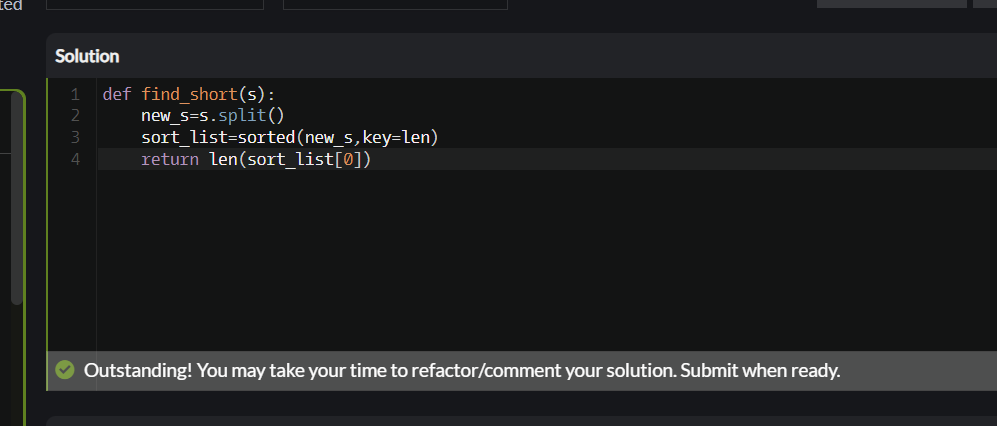 ted
Solution
1 def find_short(s):
2 new_s=s.split()
3 sort_list=sorted(new_s,key=len)
4 return len(sort_list[0])
Outstanding! You may take your time to refactor/comment your solution. Submit when ready.